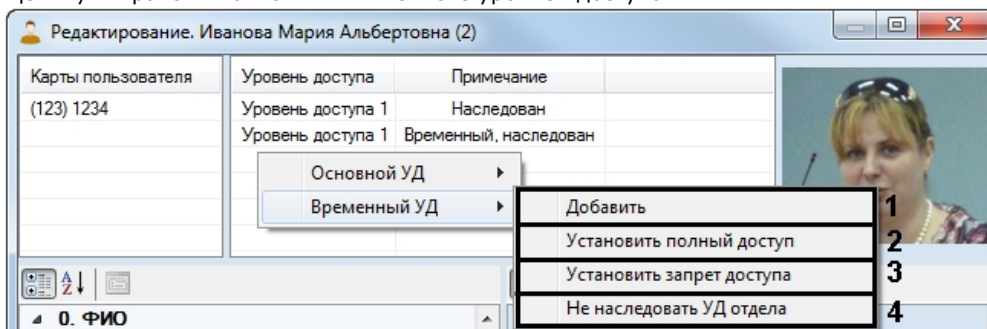 Редактирование. Иванова Мария Альбертовна (2)
Карты пользователя Уровень доступа Примечание
(123) 1234 Уровень доступа 1 Наследован
Уровень доступа 1 Временный, наследован
Основной УД
Временный УД
Добавить 1
Установить полный доступ 2
Установить запрет доступа 3
Не наследовать УД отдела 4
0. ФИО